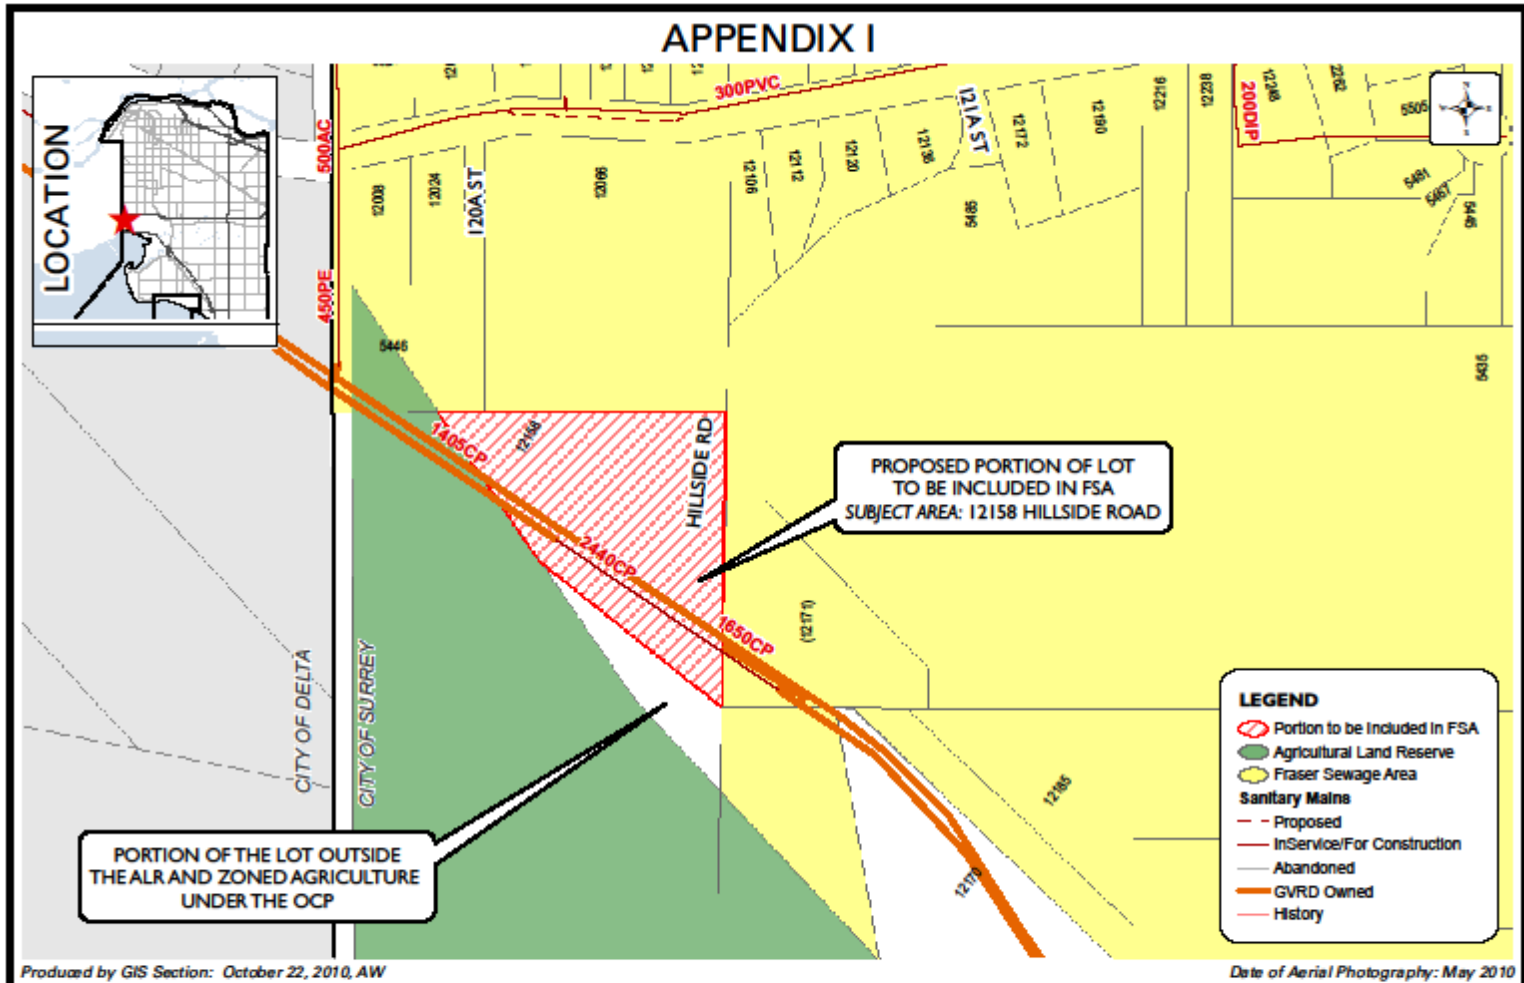 APPENDIX I
LOCATION
300PVC
500AC
450PE
200DIP
120A ST
121A ST
12008
12024
12066
12106
12112
12120
12138
12172
12190
12216
12238
12248
5505
5481
5467
5445
5485
5435
5446
12158
HILLSIDE RD
1405CP
2440CP
1650CP
(12171)
12185
12170
PROPOSED PORTION OF LOT
TO BE INCLUDED IN FSA
SUBJECT AREA: 12158 HILLSIDE ROAD
CITY OF DELTA
CITY OF SURREY
PORTION OF THE LOT OUTSIDE
THE ALR AND ZONED AGRICULTURE
UNDER THE OCP
LEGEND
Portion to be Included in FSA
Agricultural Land Reserve
Fraser Sewage Area
Sanitary Mains
Proposed
InService/For Construction
Abandoned
GVRD Owned
History
Produced by GIS Section: October 22, 2010, AW
Date of Aerial Photography: May 2010